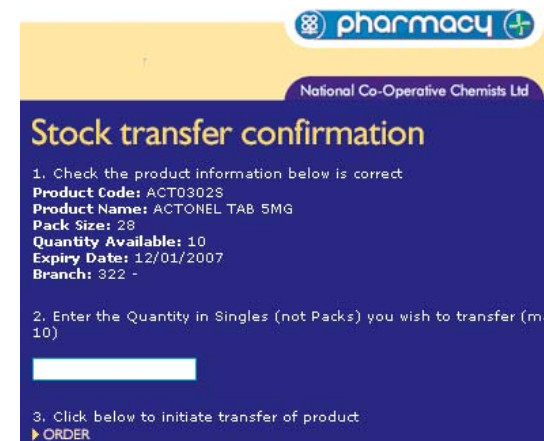 pharmacy
National Co-Operative Chemists Ltd
Stock transfer confirmation
1. Check the product information below is correct
Product Code: ACT0302S
Product Name: ACTONEL TAB 5MG
Pack Size: 28
Quantity Available: 10
Expiry Date: 12/01/2007
Branch: 322 -
2. Enter the Quantity in Singles (not Packs) you wish to transfer
10)
3. Click below to initiate transfer of product
ORDER